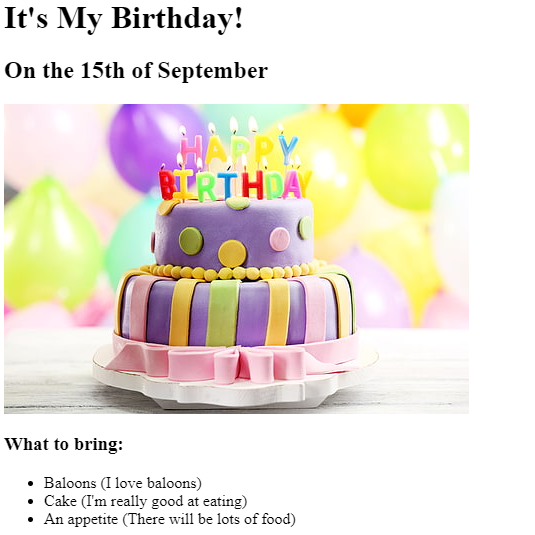 It's My Birthday!
On the 15th of September
HAPPY
BIRTHDAY
What to bring:
Baloons (I love baloons)
Cake (I'm really good at eating)
An appetite (There will be lots of food)